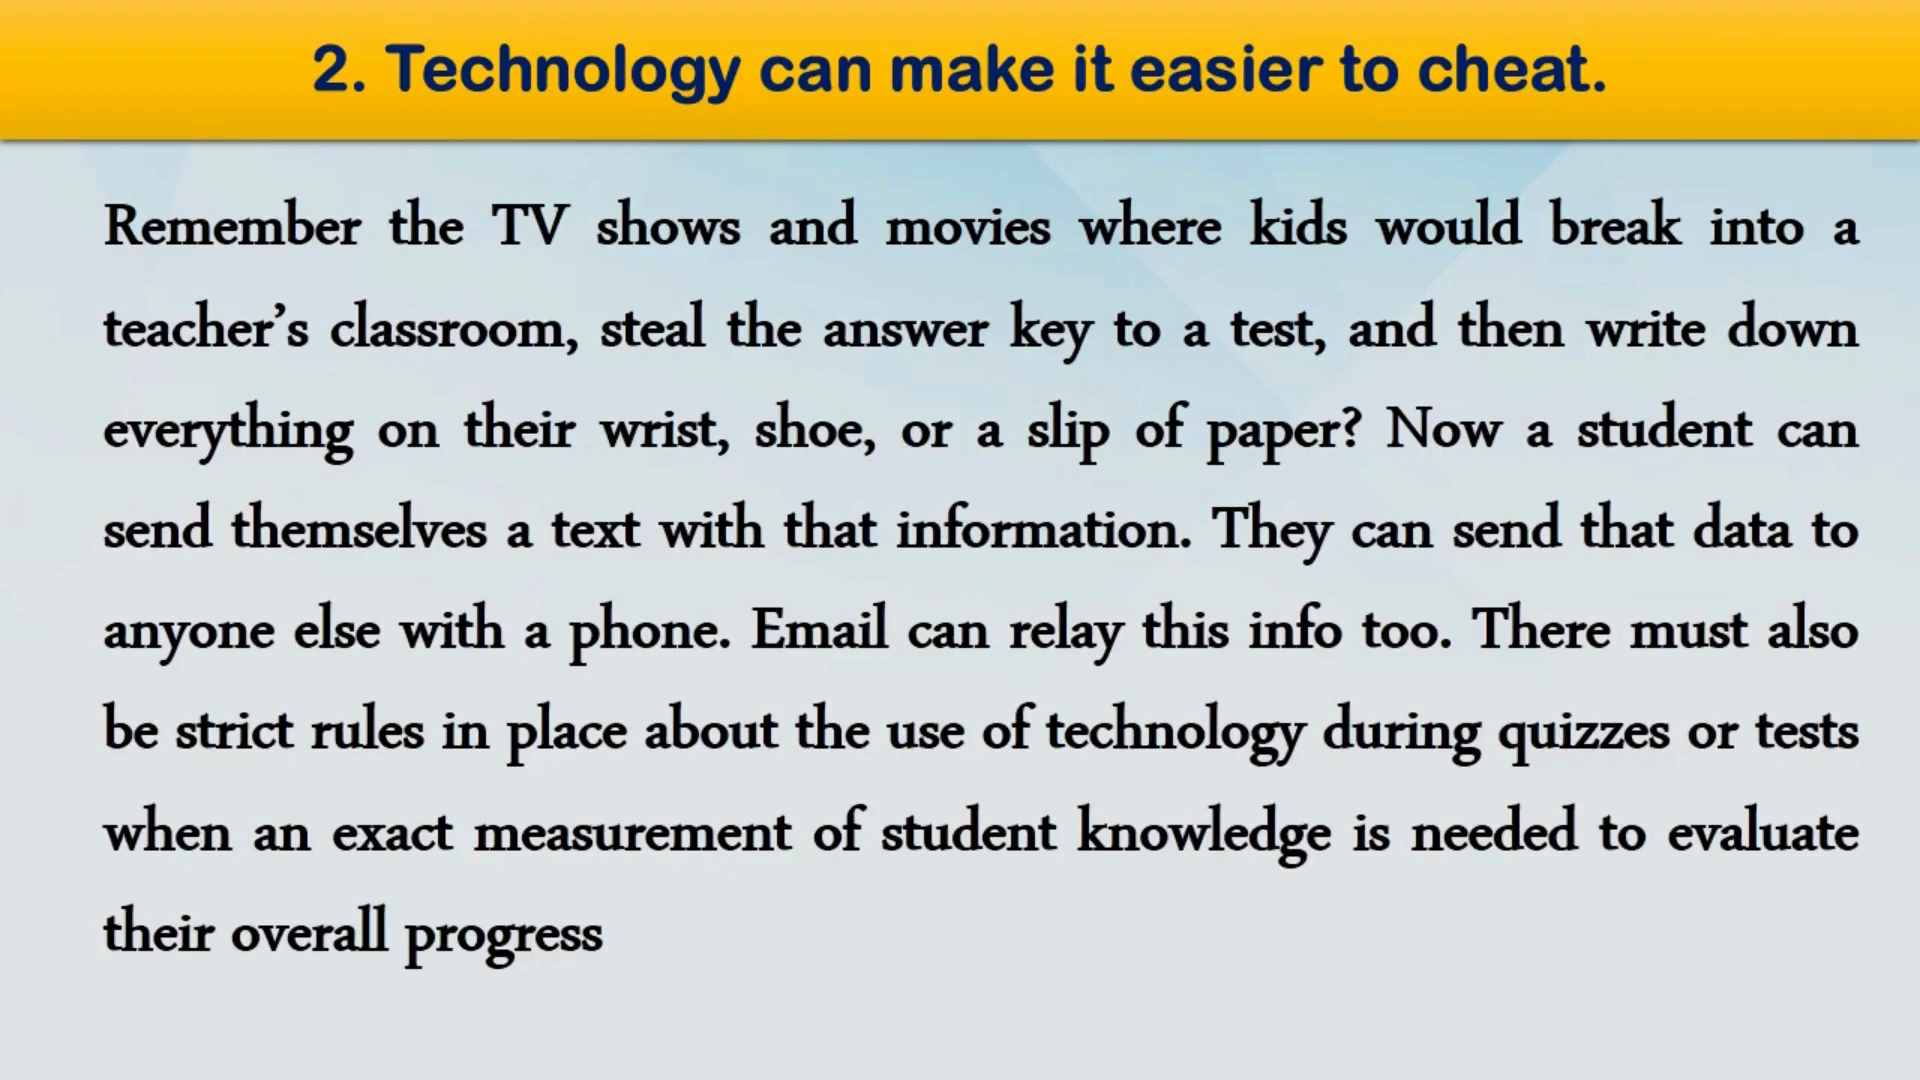 2. Technology can make it easier to cheat.
Remember the TV shows and movies where kids would break into a
teacher’s classroom, steal the answer key to a test, and then write down
everything on their wrist, shoe, or a slip of paper? Now a student can
send themselves a text with that information. They can send that data to
anyone else with a phone. Email can relay this info too. There must also
be strict rules in place about the use of technology during quizzes or tests
when an exact measurement of student knowledge is needed to evaluate
their overall progress